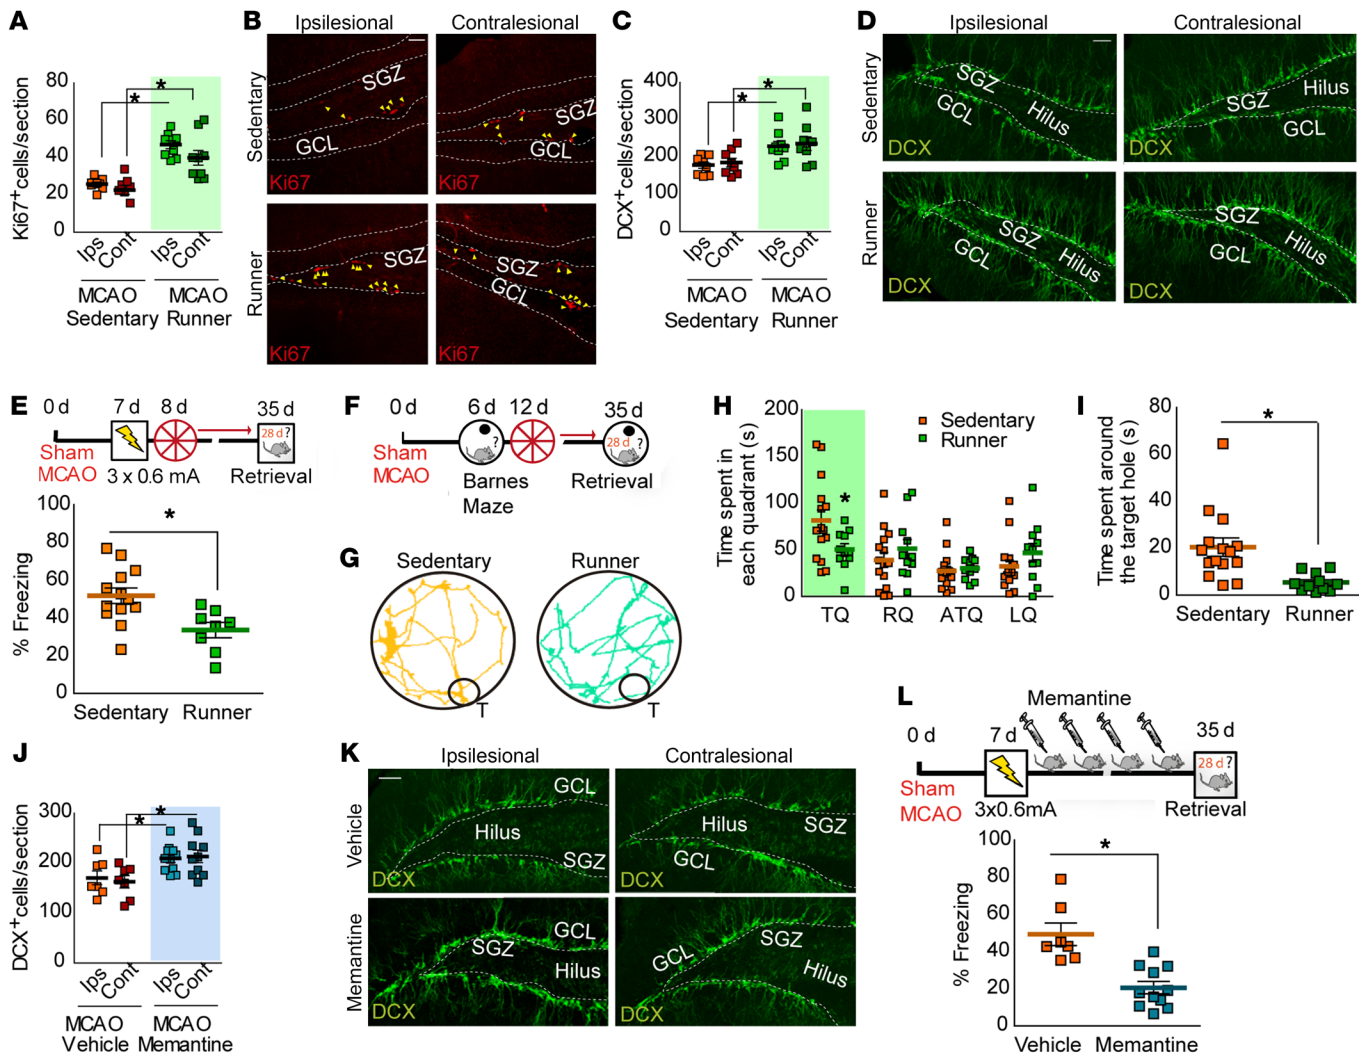 A
Ki67+cells/section
80
60
40
20
0
Ips
Cont
Ips
Cont
MCAO
Sedentary
MCAO
Runner
B
Ipsilesional
Contralesional
Sedentary
SGZ
GCL
Ki67
SGZ
GCL
Ki67
Runner
SGZ
Ki67
SGZ
GCL
Ki67
C
DCX+cells/section
400
300
200
100
0
Ips
Cont
Ips
Cont
MCAO
Sedentary
MCAO
Runner
D
Ipsilesional
Contralesional
Sedentary
SGZ
GCL
Hilus
DCX
Hilus
SGZ
GCL
DCX
Runner
SGZ
GCL
Hilus
DCX
SGZ
GCL
Hilus
DCX
E
0 d
7 d
8 d
35 d
28 d ?
Sham
MCAO
3 x 0.6 mA
Retrieval
% Freezing
80
60
40
20
0
*
Sedentary
Runner
F
0 d
6 d
12 d
35 d
?
28 d ?
Sham
MCAO
Barnes
Maze
Retrieval
G
Sedentary
Runner
T
T
H
Time spent in
each quadrant (s)
200
150
100
50
0
Sedentary
Runner
*
TQ
RQ
ATQ
LQ
I
Time spent around
the target hole (s)
80
60
40
20
0
*
Sedentary
Runner
J
DCX+cells/section
300
200
100
0
* *
Ips
Cont
Ips
Cont
MCAO
Vehicle
MCAO
Memantine
K
Ipsilesional
Contralesional
Vehicle
GCL
Hilus
SGZ
DCX
Hilus
SGZ
GCL
DCX
Memantine
GCL
SGZ
Hilus
DCX
SGZ
GCL
Hilus
DCX
L
Memantine
0 d
7 d
35 d
28 d ?
Sham
MCAO
3x0.6mA
Retrieval
% Freezing
100
80
60
40
20
0
*
Vehicle
Memantine